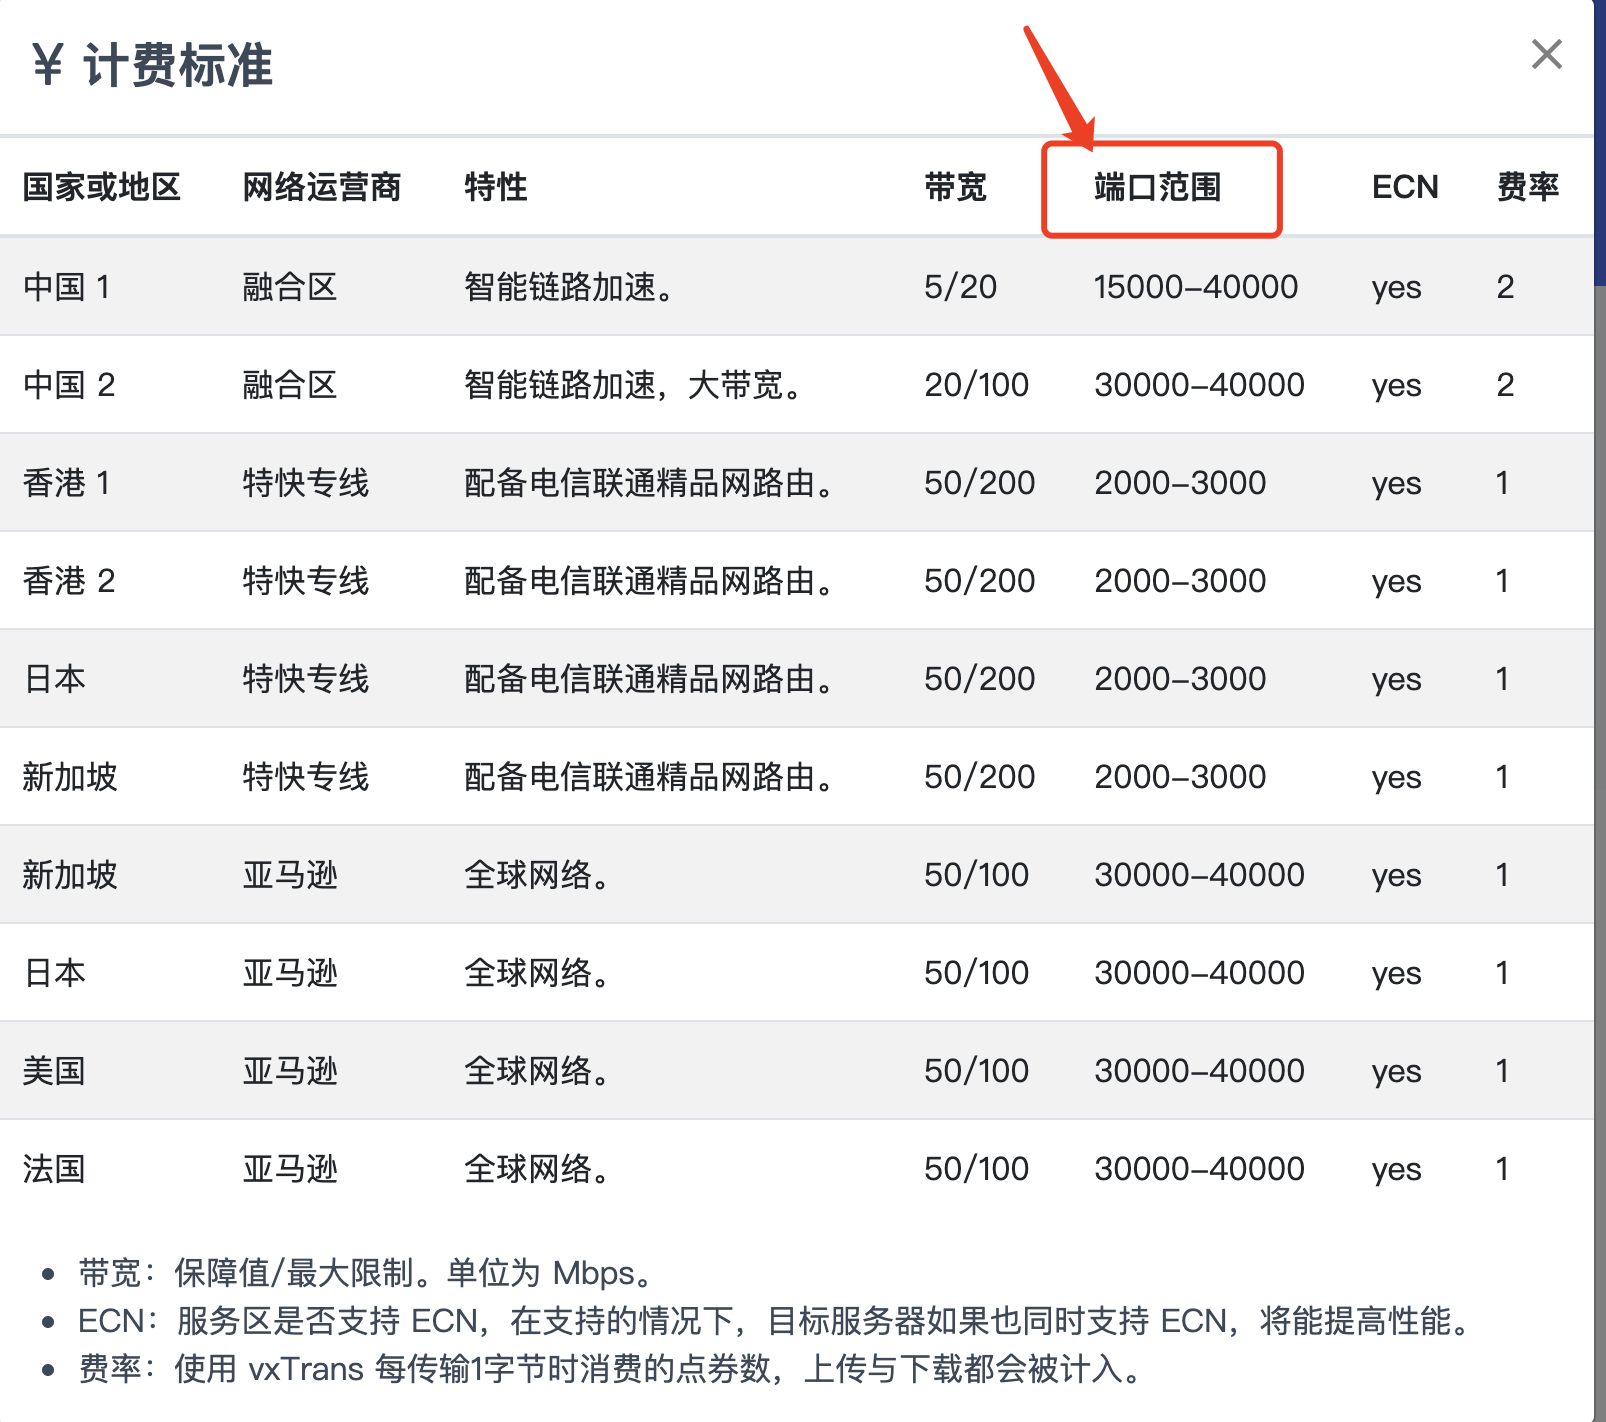 ¥ 计费标准
国家或地区 网络运营商 特性 带宽 端口范围 ECN 费率
中国 1 融合区 智能链路加速。 5/20 15000-40000 yes 2
中国 2 融合区 智能链路加速，大带宽。 20/100 30000-40000 yes 2
香港 1 特快专线 配备电信联通精品网路由。 50/200 2000-3000 yes 1
香港 2 特快专线 配备电信联通精品网路由。 50/200 2000-3000 yes 1
日本 特快专线 配备电信联通精品网路由。 50/200 2000-3000 yes 1
新加坡 特快专线 配备电信联通精品网路由。 50/200 2000-3000 yes 1
新加坡 亚马逊 全球网络。 50/100 30000-40000 yes 1
日本 亚马逊 全球网络。 50/100 30000-40000 yes 1
美国 亚马逊 全球网络。 50/100 30000-40000 yes 1
法国 亚马逊 全球网络。 50/100 30000-40000 yes 1
• 带宽：保障值/最大限制。单位为 Mbps。
• ECN：服务区是否支持 ECN，在支持的情况下，目标服务器如果也同时支持 ECN，将能提高性能。
• 费率：使用 vxTrans 每传输1字节时消费的点券数，上传与下载都会被计入。